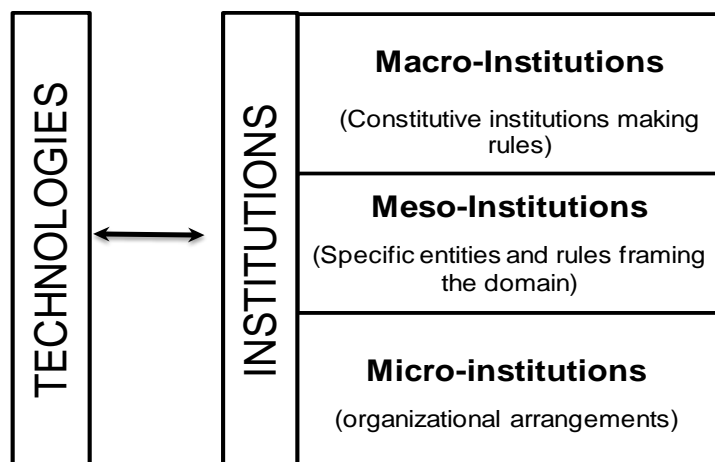 TECHNOLOGIES
INSTITUTIONS
Macro-Institutions
(Constitutive institutions making
rules)
Meso-Institutions
(Specific entities and rules framing
the domain)
Micro-institutions
(organizational arrangements)